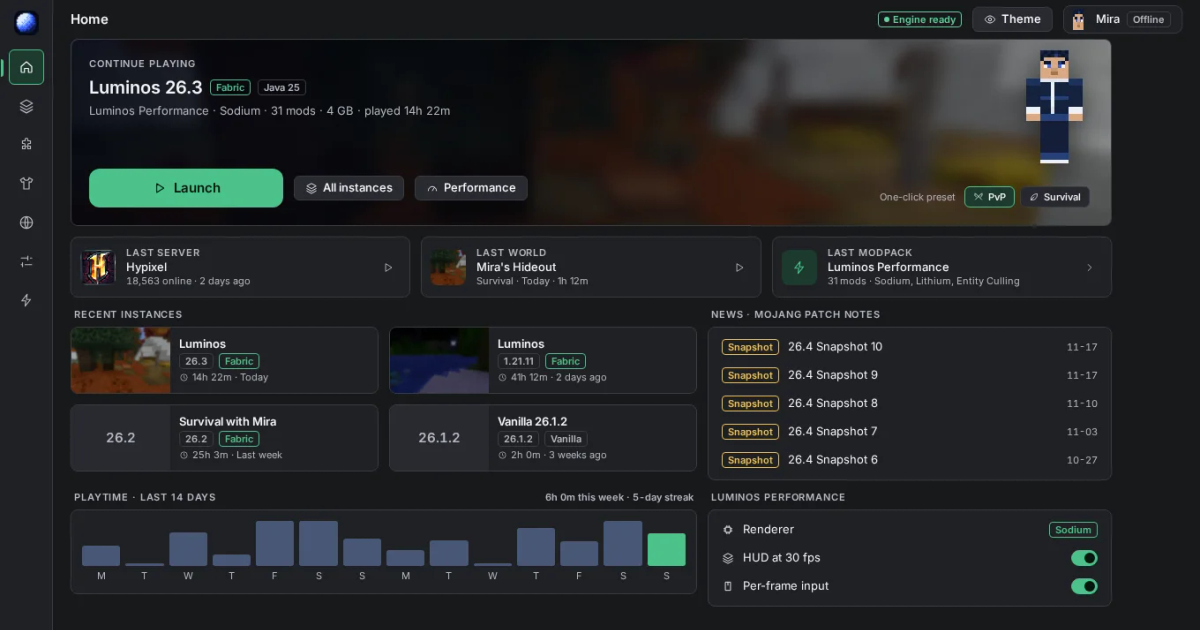 Home
Engine ready
Theme
Mira
Offline
CONTINUE PLAYING
Luminos 26.3 Fabric Java 25
Luminos Performance · Sodium · 31 mods · 4 GB · played 14h 22m
Launch
All instances
Performance
One-click preset
PvP
Survival
LAST SERVER
Hypixel
18,563 online · 2 days ago
LAST WORLD
Mira's Hideout
Survival · Today · 1h 12m
LAST MODPACK
Luminos Performance
31 mods · Sodium, Lithium, Entity Culling
RECENT INSTANCES
Luminos
26.3 Fabric
14h 22m · Today
Luminos
1.21.11 Fabric
41h 12m · 2 days ago
26.2
Survival with Mira
26.2 Fabric
25h 3m · Last week
26.1.2
Vanilla 26.1.2
26.1.2 Vanilla
2h 0m · 3 weeks ago
NEWS · MOJANG PATCH NOTES
Snapshot 26.4 Snapshot 10 11-17
Snapshot 26.4 Snapshot 9 11-17
Snapshot 26.4 Snapshot 8 11-10
Snapshot 26.4 Snapshot 7 11-03
Snapshot 26.4 Snapshot 6 10-27
PLAYTIME · LAST 14 DAYS
6h 0m this week · 5-day streak
M T W T F S S M T W T F S S
LUMINOS PERFORMANCE
Renderer Sodium
HUD at 30 fps
Per-frame input